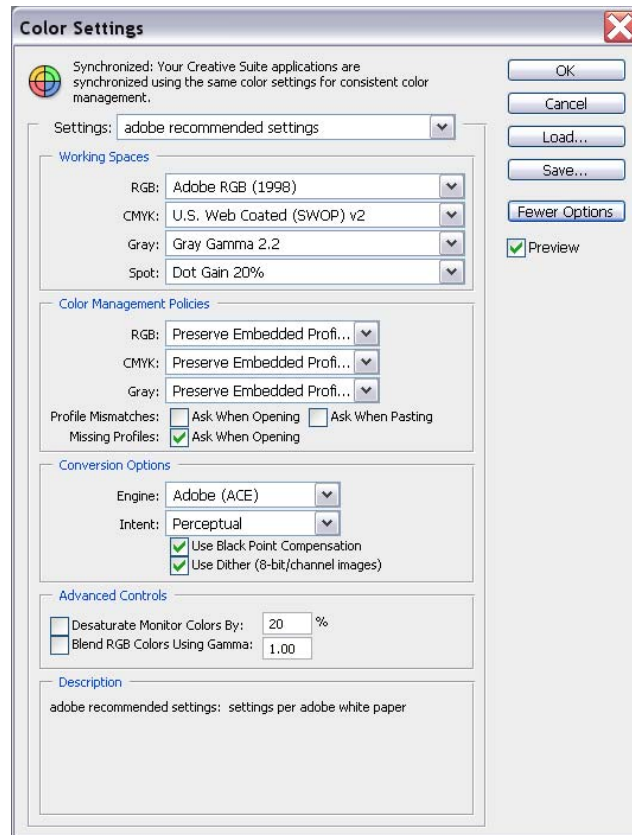 Color Settings
Synchronized: Your Creative Suite applications are
synchronized using the same color settings for consistent color
management.
OK
Cancel
Load...
Save...
Fewer Options
Preview
Settings: adobe recommended settings
Working Spaces
RGB: Adobe RGB (1998)
CMYK: U.S. Web Coated (SWOP) v2
Gray: Gray Gamma 2.2
Spot: Dot Gain 20%
Color Management Policies
RGB: Preserve Embedded Profi...
CMYK: Preserve Embedded Profi...
Gray: Preserve Embedded Profi...
Profile Mismatches: Ask When Opening Ask When Pasting
Missing Profiles: Ask When Opening
Conversion Options
Engine: Adobe (ACE)
Intent: Perceptual
Use Black Point Compensation
Use Dither (8-bit/channel images)
Advanced Controls
Desaturate Monitor Colors By: 20 %
Blend RGB Colors Using Gamma: 1.00
Description
adobe recommended settings: settings per adobe white paper